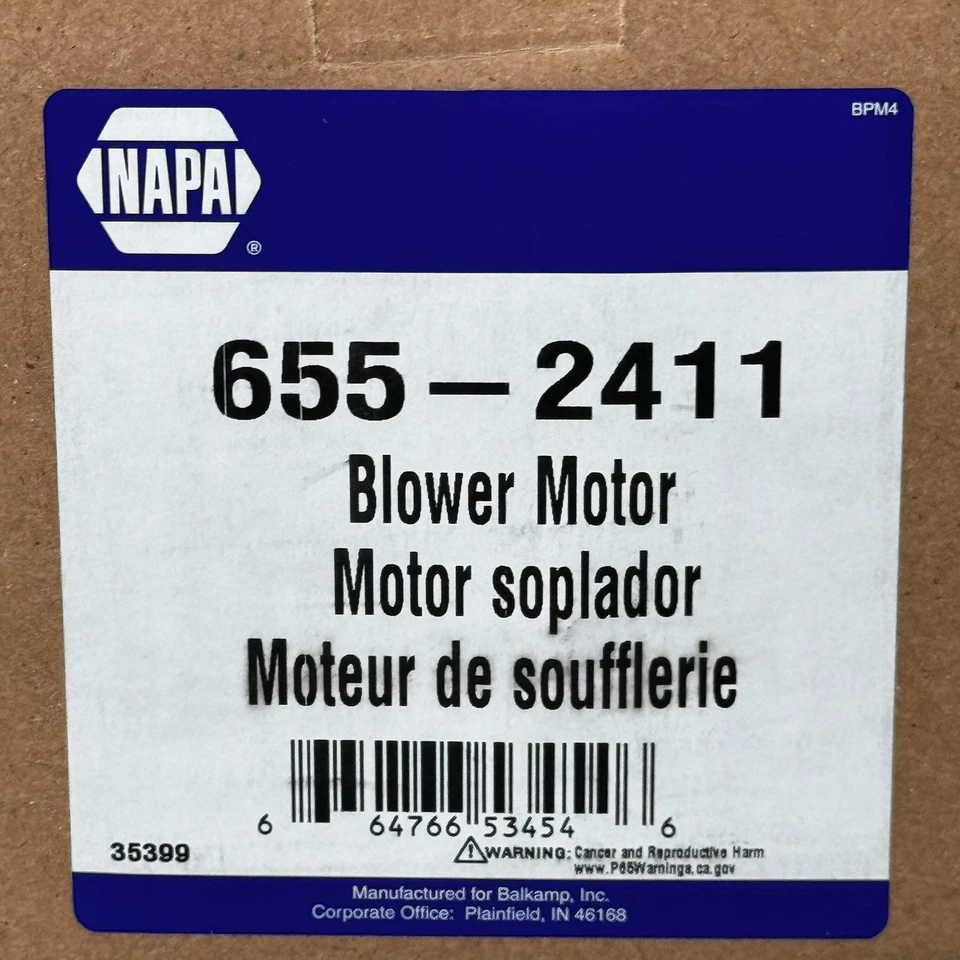 BPM4
NAPA
®
655-2411
Blower Motor
Motor soplador
Moteur de soufflerie
6 64766 53454 6
35399
WARNING: Cancer and Reproductive Harm
www.P65Warnings.ca.gov
Manufactured for Balkamp, Inc.
Corporate Office: Plainfield, IN 46168